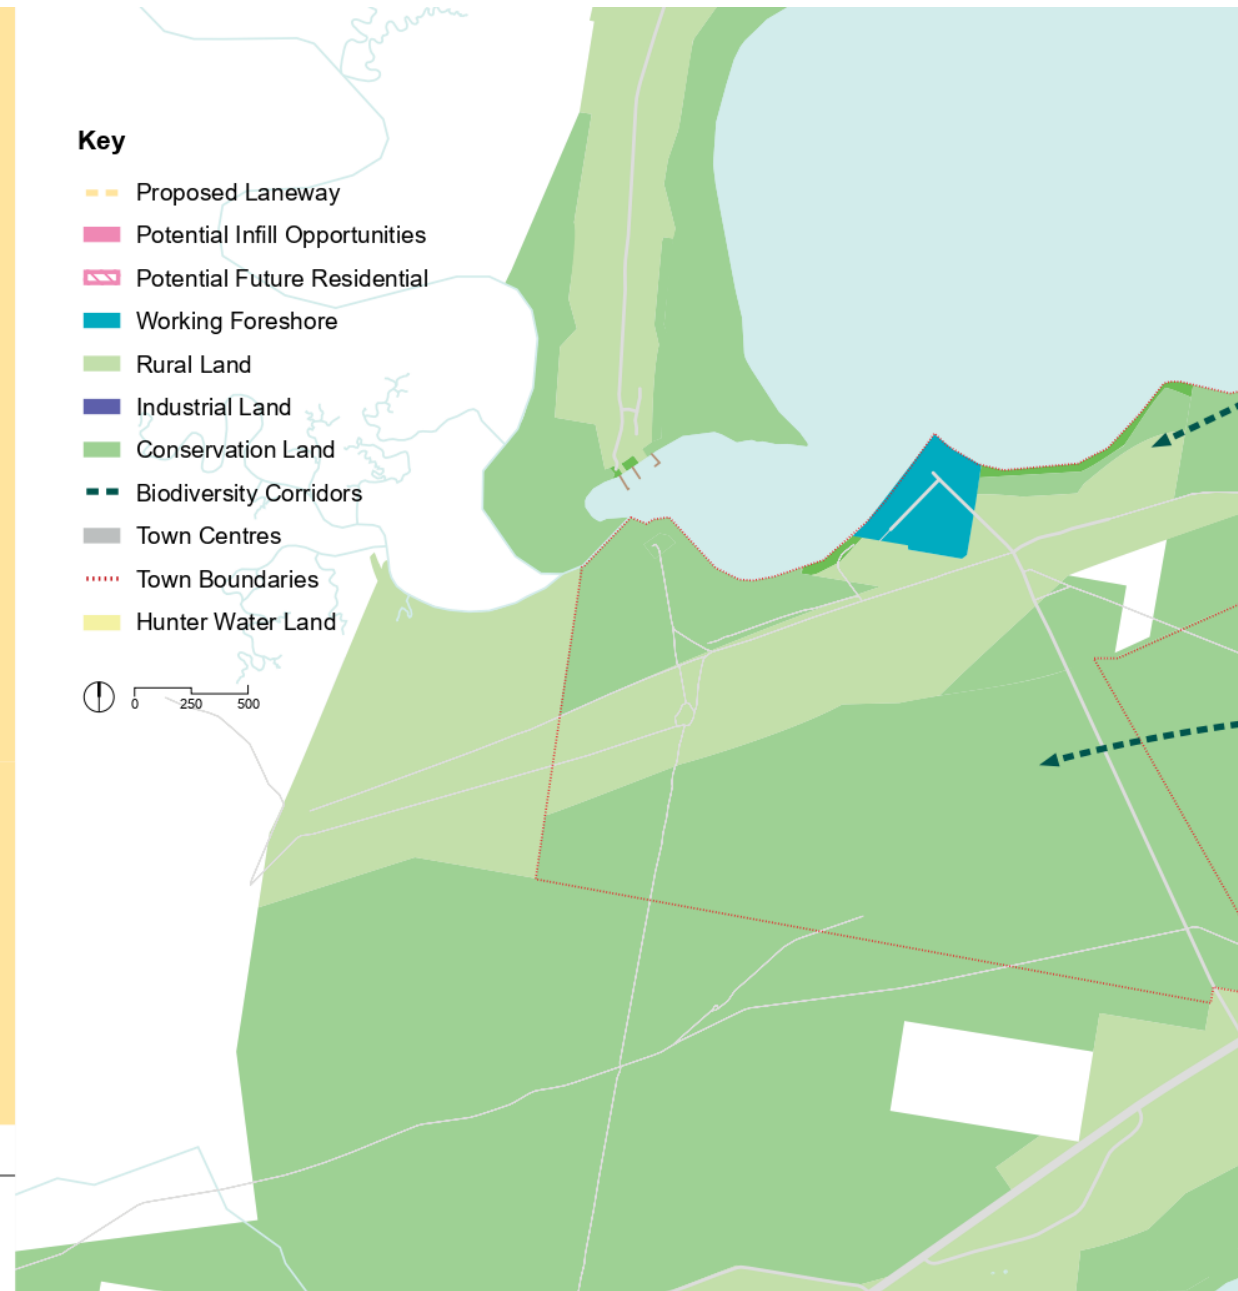 Key
Proposed Laneway
Potential Infill Opportunities
Potential Future Residential
Working Foreshore
Rural Land
Industrial Land
Conservation Land
Biodiversity Corridors
Town Centres
Town Boundaries
Hunter Water Land
0 250 500